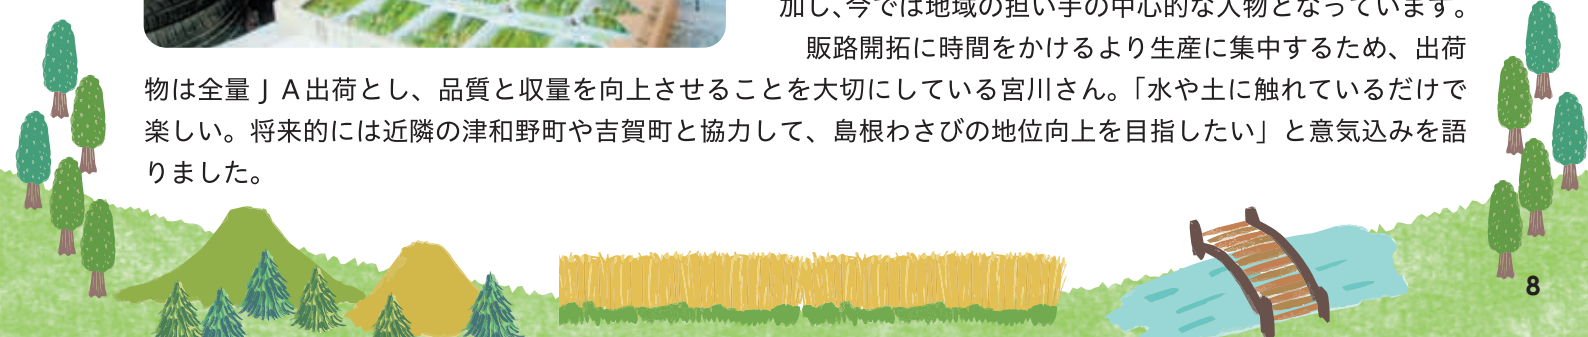 加し、今では地域の担い手の中心的な人物となっています。
販路開拓に時間をかけるより生産に集中するため、出荷
物は全量ＪＡ出荷とし、品質と収量を向上させることを大切にしている宮川さん。「水や土に触れているだけで
楽しい。将来的には近隣の津和野町や吉賀町と協力して、島根わさびの地位向上を目指したい」と意気込みを語
りました。
8